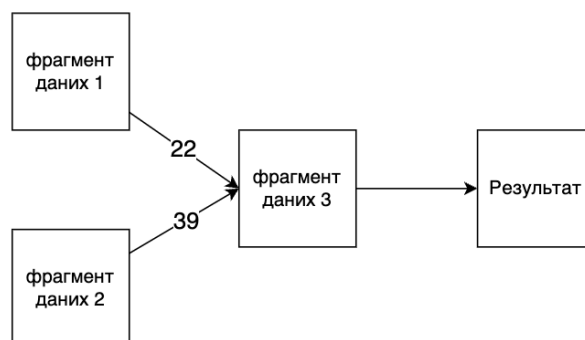 фрагмент
даних 1
22
фрагмент
даних 3
Результат
39
фрагмент
даних 2